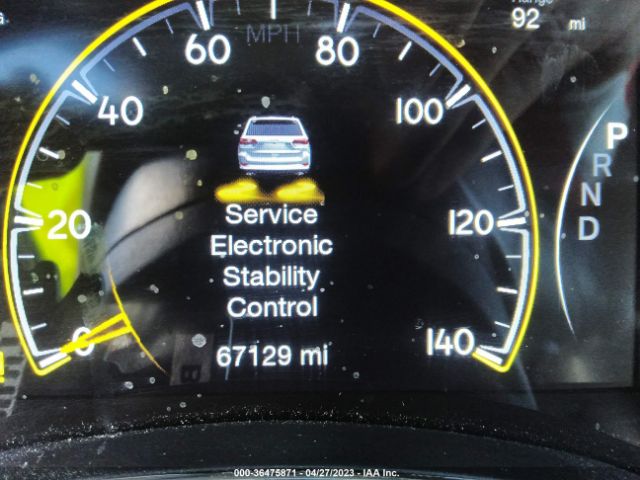 Range
92 mi
MPH
0
20
40
60
80
100
120
140
P
R
N
D
Service
Electronic
Stability
Control
67129 mi
000-36475871 - 04/27/2023 - IAA Inc.